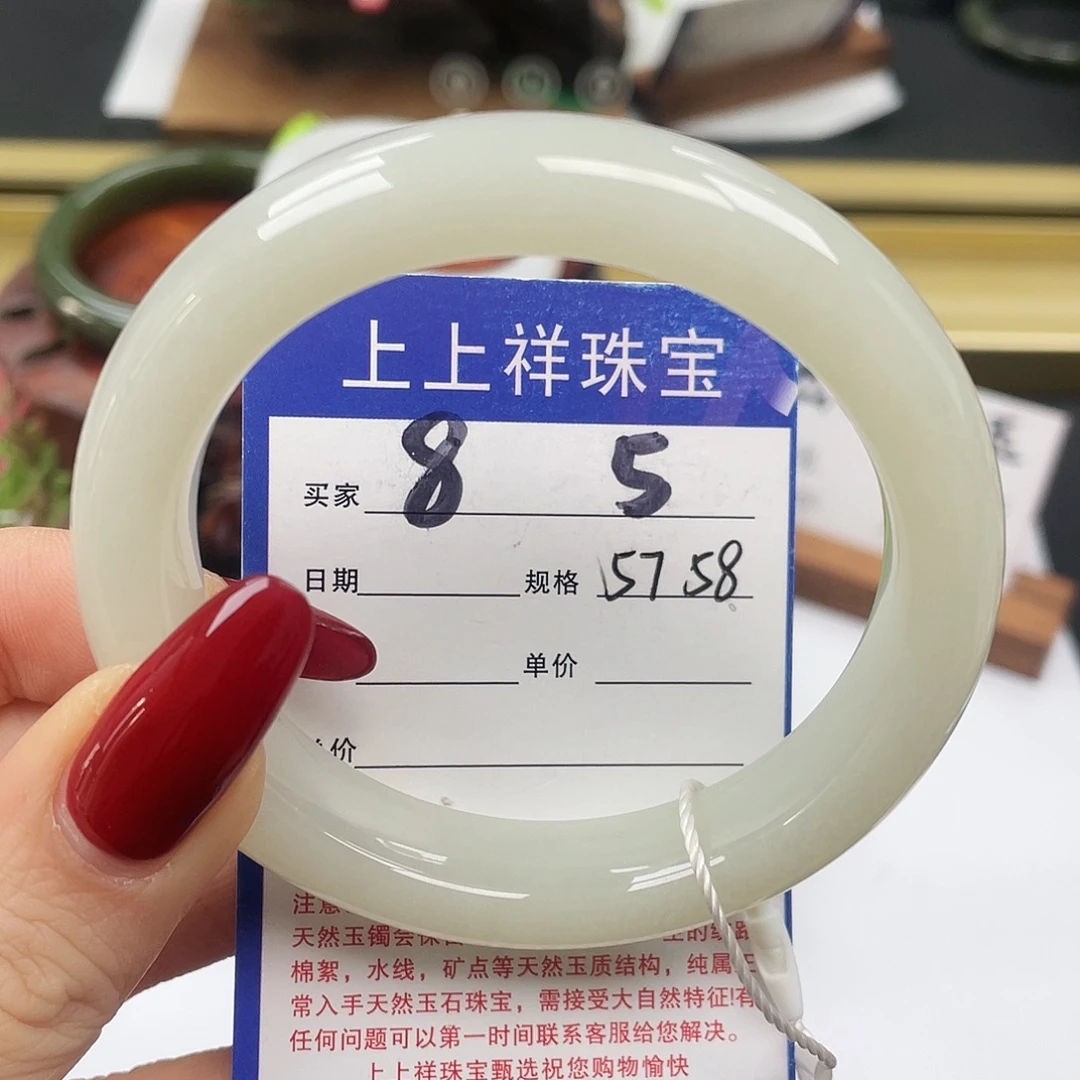 上上祥珠宝
买家 8 5
日期 规格 57 58
单价
价
注意
天然玉镯会
棉絮，水线，矿点等天然玉质结构，纯属正
常入手天然玉石珠宝，需接受大自然特征!有
任何问题可以第一时间联系客服给您解决。
上上祥珠宝甄选祝您购物愉快